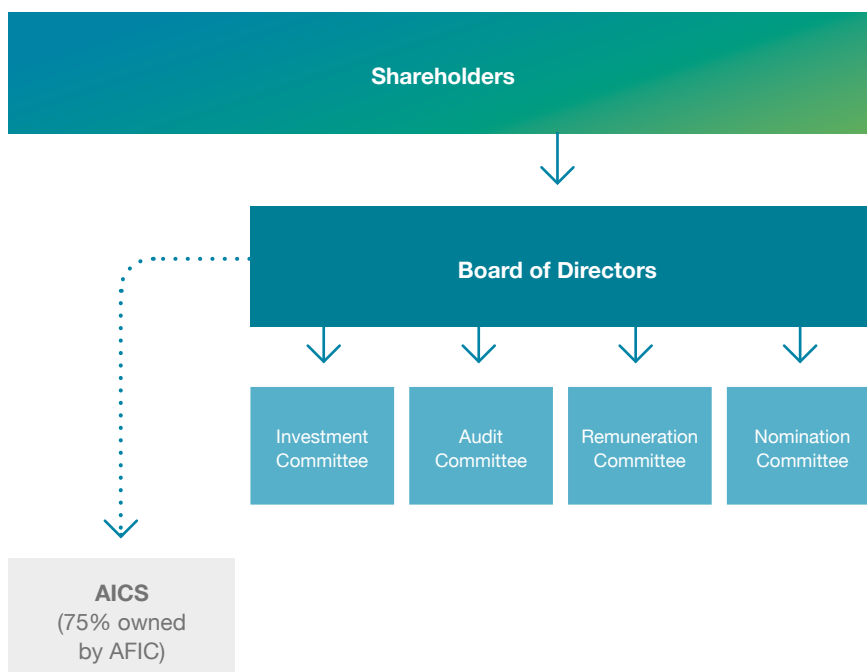 Shareholders
Board of Directors
Investment
Committee
Audit
Committee
Remuneration
Committee
Nomination
Committee
AICS
(75% owned
by AFIC)